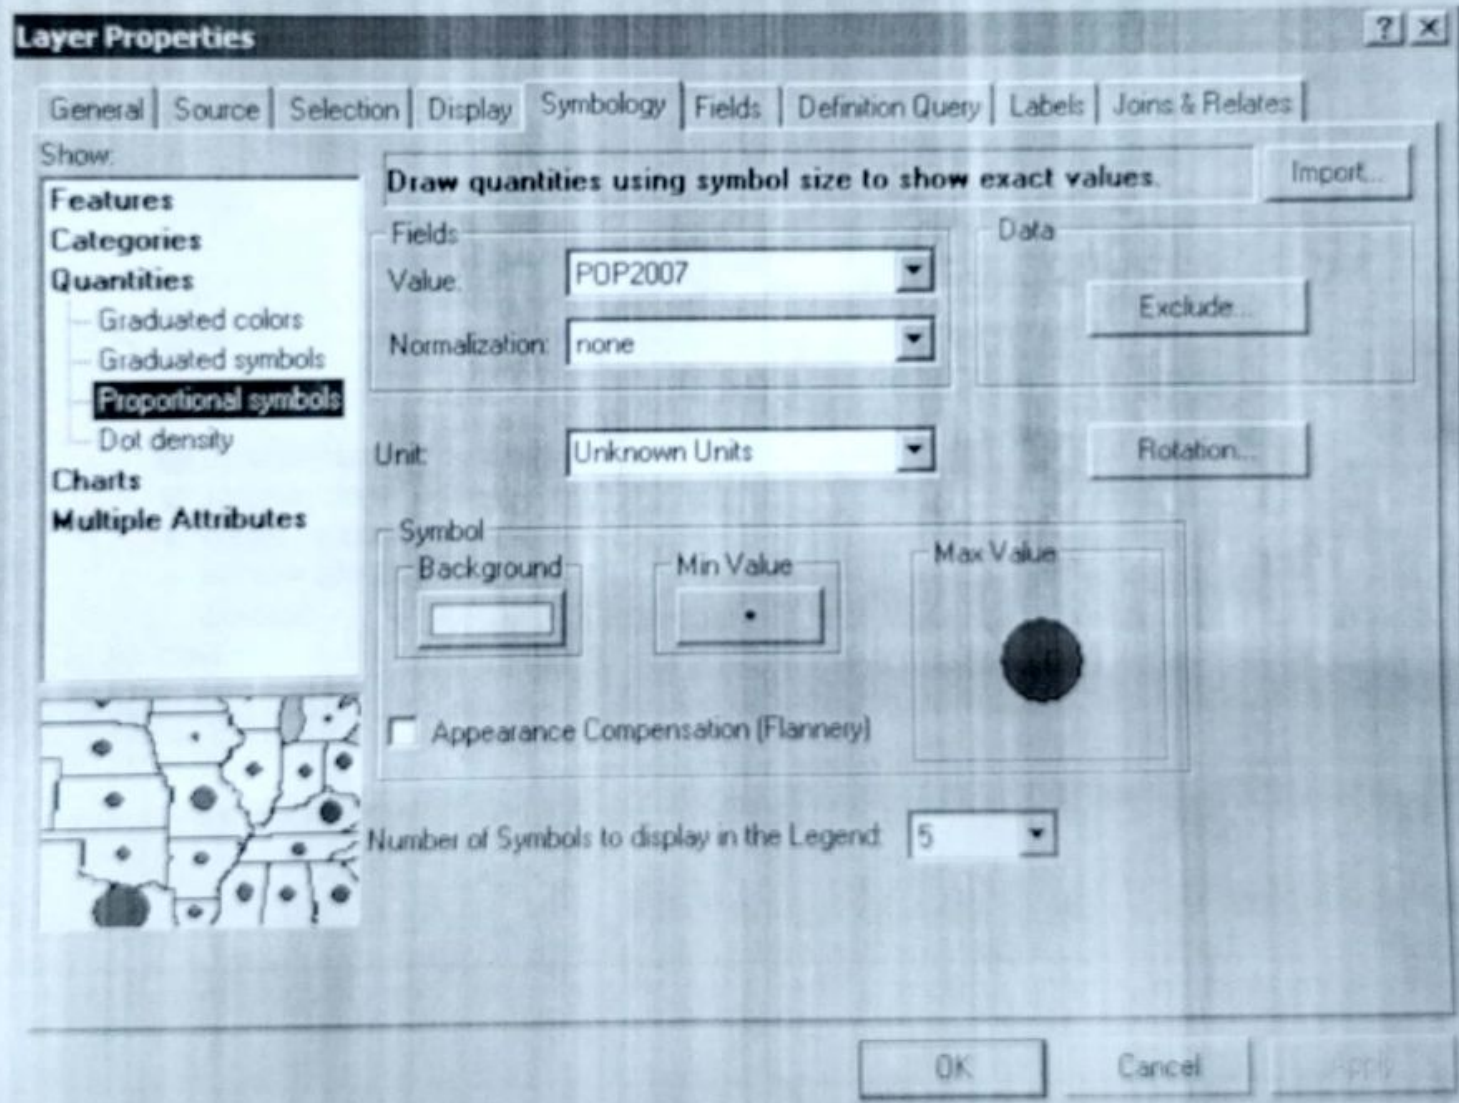 Layer Properties
? ×
General Source Selection Display Symbology Fields Definition Query Labels Joins & Relates
Show:
Features
Categories
Quantities
Graduated colors
Graduated symbols
Proportional symbols
Dot density
Charts
Multiple Attributes
Draw quantities using symbol size to show exact values.
Import...
Fields
Value: POP2007
Normalization: none
Data
Exclude...
Unit: Unknown Units
Rotation...
Symbol
Background
Min Value
Max Value
Appearance Compensation (Flannery)
Number of Symbols to display in the Legend: 5
OK Cancel Apply